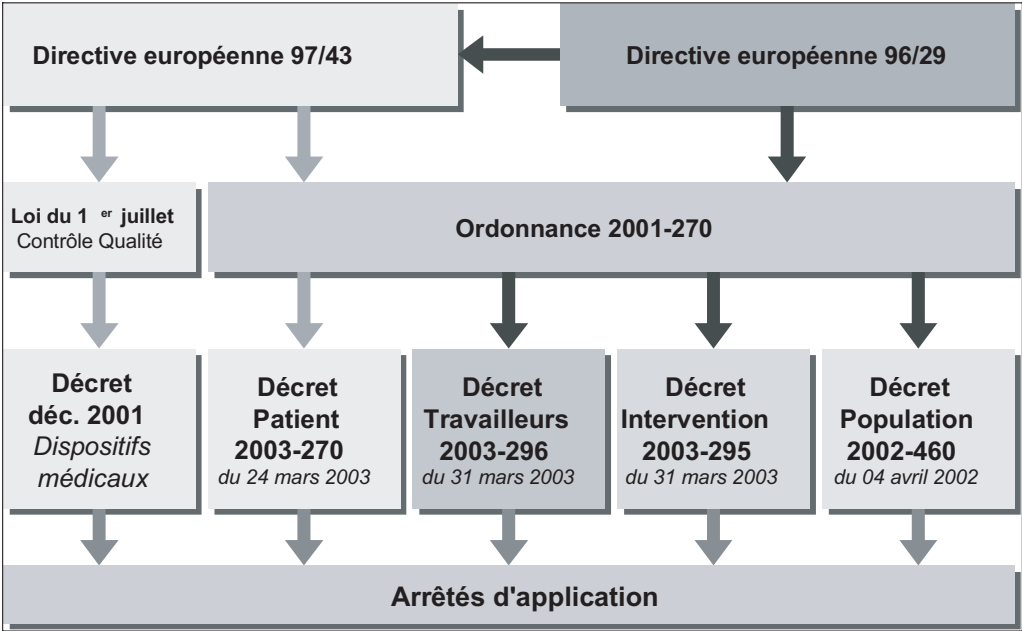 Directive européenne 97/43
Directive européenne 96/29
Loi du 1 er juillet
Contrôle Qualité
Ordonnance 2001-270
Décret
déc. 2001
Dispositifs
médicaux
Décret
Patient
2003-270
du 24 mars 2003
Décret
Travailleurs
2003-296
du 31 mars 2003
Décret
Intervention
2003-295
du 31 mars 2003
Décret
Population
2002-460
du 04 avril 2002
Arrêtés d'application